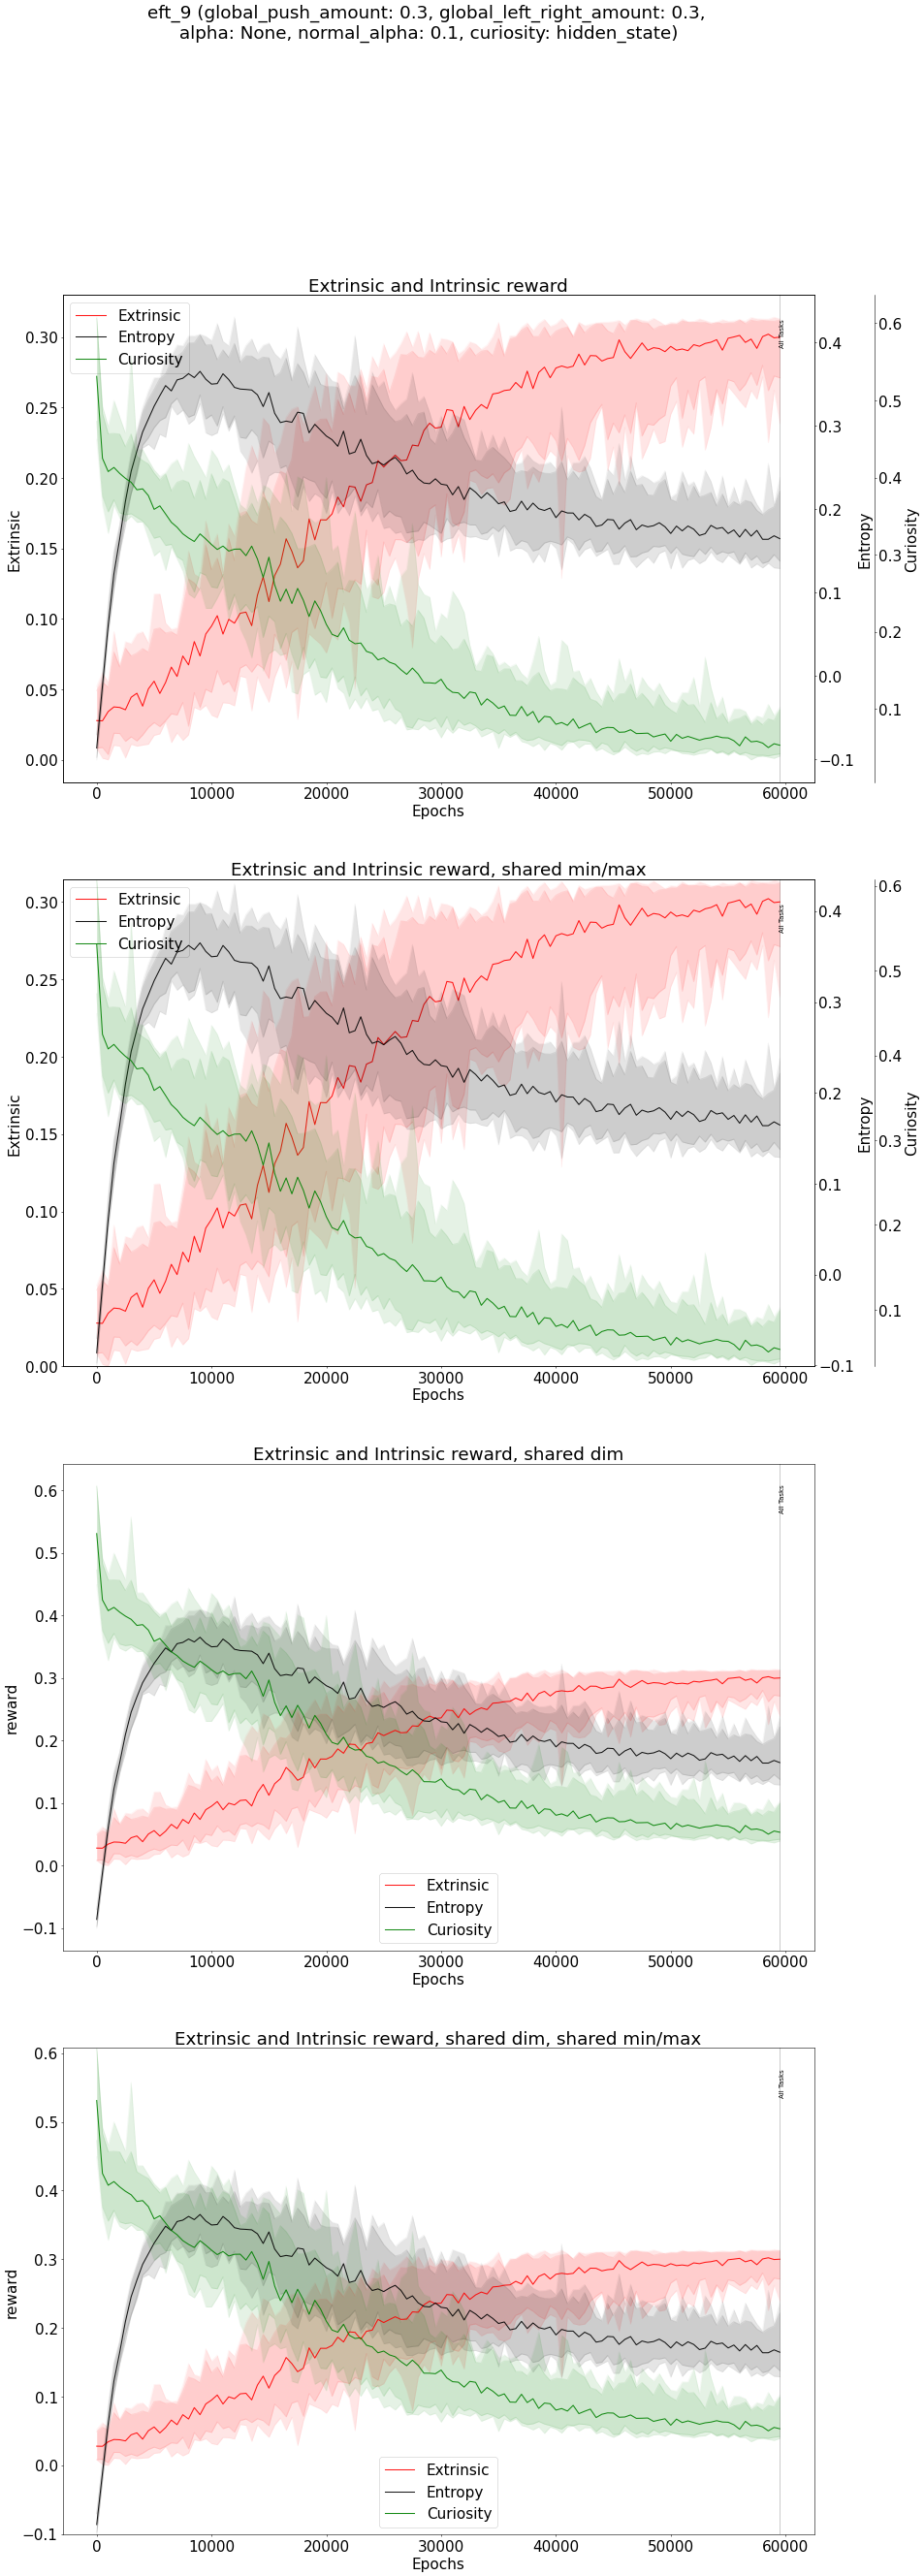 eft_9 (global_push_amount: 0.3, global_left_right_amount: 0.3,
alpha: None, normal_alpha: 0.1, curiosity: hidden_state)
Extrinsic and Intrinsic reward
Extrinsic
Entropy
Curiosity
All Tasks
0.30
0.25
0.20
0.15
0.10
0.05
0.00
Extrinsic
0.4
0.3
0.2
0.1
0.0
−0.1
Entropy
0.6
0.5
0.4
0.3
0.2
0.1
Curiosity
0 10000 20000 30000 40000 50000 60000
Epochs
Extrinsic and Intrinsic reward, shared min/max
Extrinsic
Entropy
Curiosity
All Tasks
0.30
0.25
0.20
0.15
0.10
0.05
0.00
Extrinsic
0.4
0.3
0.2
0.1
0.0
−0.1
Entropy
0.6
0.5
0.4
0.3
0.2
0.1
Curiosity
0 10000 20000 30000 40000 50000 60000
Epochs
Extrinsic and Intrinsic reward, shared dim
All Tasks
0.6
0.5
0.4
0.3
0.2
0.1
0.0
−0.1
reward
Extrinsic
Entropy
Curiosity
0 10000 20000 30000 40000 50000 60000
Epochs
Extrinsic and Intrinsic reward, shared dim, shared min/max
All Tasks
0.6
0.5
0.4
0.3
0.2
0.1
0.0
−0.1
reward
Extrinsic
Entropy
Curiosity
0 10000 20000 30000 40000 50000 60000
Epochs